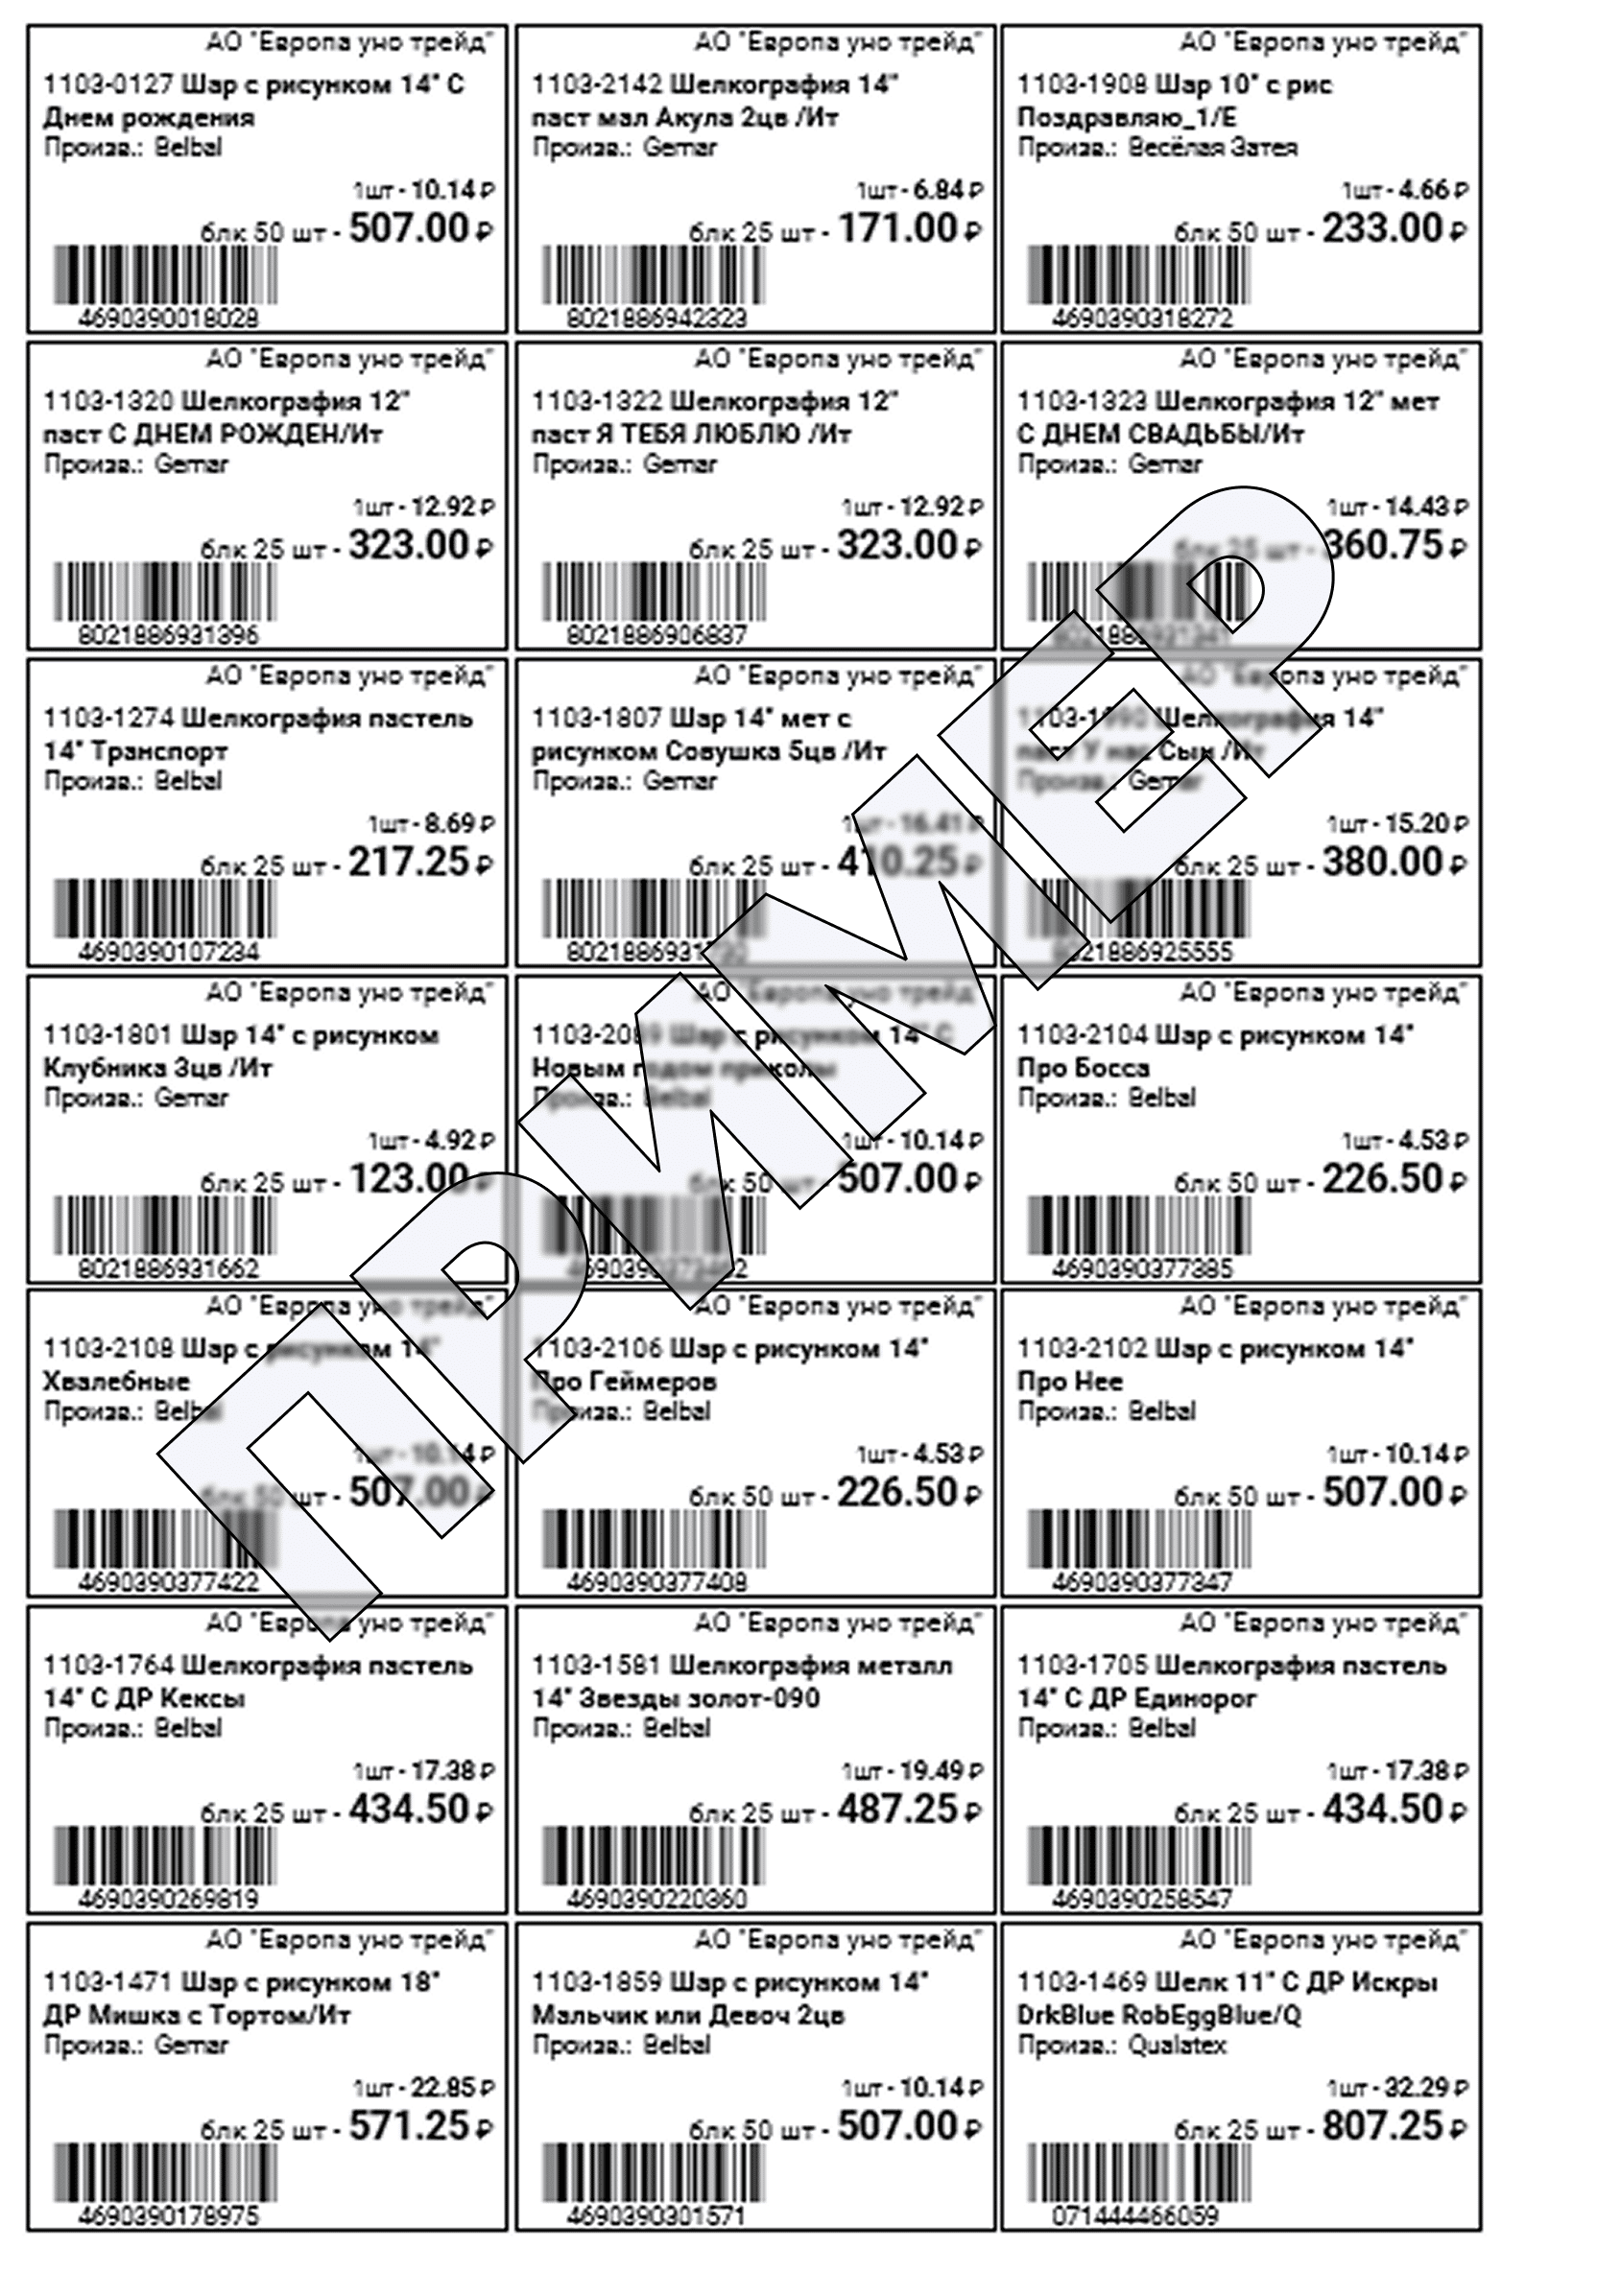 АО "Европа уно трейд"
1103-0127 Шар с рисунком 14" С
Днем рождения
Произв.: Belbal
1шт - 10.14 ₽
блк 50 шт - 507.00 ₽
4690390018028
АО "Европа уно трейд"
1103-2142 Шелкография 14"
паст мал Акула 2цв /Ит
Произв.: Gemar
1шт - 6.84 ₽
блк 25 шт - 171.00 ₽
8021886942323
АО "Европа уно трейд"
1103-1908 Шар 10" с рис
Поздравляю_1/Е
Произв.: Весёлая Затея
1шт - 4.66 ₽
блк 50 шт - 233.00 ₽
4690390318272
АО "Европа уно трейд"
1103-1320 Шелкография 12"
паст С ДНЕМ РОЖДЕН/Ит
Произв.: Gemar
1шт - 12.92 ₽
блк 25 шт - 323.00 ₽
8021886931396
АО "Европа уно трейд"
1103-1322 Шелкография 12"
паст Я ТЕБЯ ЛЮБЛЮ /Ит
Произв.: Gemar
1шт - 12.92 ₽
блк 25 шт - 323.00 ₽
8021886906837
АО "Европа уно трейд"
1103-1323 Шелкография 12" мет
С ДНЕМ СВАДЬБЫ/Ит
Произв.: Gemar
1шт - 14.43 ₽
блк 25 шт - 360.75 ₽
АО "Европа уно трейд"
1103-1274 Шелкография пастель
14" Транспорт
Произв.: Belbal
1шт - 8.69 ₽
блк 25 шт - 217.25 ₽
4690390107234
АО "Европа уно трейд"
1103-1807 Шар 14" мет с
рисунком Совушка 5цв /Ит
Произв.: Gemar
1шт - 16.41 ₽
блк 25 шт - 410.25 ₽
АО "Европа уно трейд"
Шелкография 14"
паст У нас Сын /Ит
Произв.: Gemar
1шт - 15.20 ₽
блк 25 шт - 380.00 ₽
8021886925555
АО "Европа уно трейд"
1103-1801 Шар 14" с рисунком
Клубника 3цв /Ит
Произв.: Gemar
1шт - 4.92 ₽
блк 25 шт - 123.00 ₽
8021886931662
АО "Европа уно трейд"
1103-2089 Шар с рисунком 14" С
Новым годом приколы
Произв.: Belbal
1шт - 10.14 ₽
блк 50 шт - 507.00 ₽
АО "Европа уно трейд"
1103-2104 Шар с рисунком 14"
Про Босса
Произв.: Belbal
1шт - 4.53 ₽
блк 50 шт - 226.50 ₽
4690390377385
АО "Европа уно трейд"
1103-2108 Шар с рисунком 14"
Хвалебные
Произв.: Belbal
1шт - 10.14 ₽
блк 50 шт - 507.00 ₽
4690390377422
АО "Европа уно трейд"
1103-2106 Шар с рисунком 14"
Про Геймеров
Произв.: Belbal
1шт - 4.53 ₽
блк 50 шт - 226.50 ₽
4690390377408
АО "Европа уно трейд"
1103-2102 Шар с рисунком 14"
Про Нее
Произв.: Belbal
1шт - 10.14 ₽
блк 50 шт - 507.00 ₽
4690390377347
АО "Европа уно трейд"
1103-1764 Шелкография пастель
14" С ДР Кексы
Произв.: Belbal
1шт - 17.38 ₽
блк 25 шт - 434.50 ₽
4690390269819
АО "Европа уно трейд"
1103-1581 Шелкография металл
14" Звезды золот-090
Произв.: Belbal
1шт - 19.49 ₽
блк 25 шт - 487.25 ₽
4690390220360
АО "Европа уно трейд"
1103-1705 Шелкография пастель
14" С ДР Единорог
Произв.: Belbal
1шт - 17.38 ₽
блк 25 шт - 434.50 ₽
4690390258547
АО "Европа уно трейд"
1103-1471 Шар с рисунком 18"
ДР Мишка с Тортом/Ит
Произв.: Gemar
1шт - 22.85 ₽
блк 25 шт - 571.25 ₽
4690390178975
АО "Европа уно трейд"
1103-1859 Шар с рисунком 14"
Мальчик или Девоч 2цв
Произв.: Belbal
1шт - 10.14 ₽
блк 50 шт - 507.00 ₽
4690390301571
АО "Европа уно трейд"
1103-1469 Шелк 11" С ДР Искры
DrkBlue RobEggBlue/Q
Произв.: Qualatex
1шт - 32.29 ₽
блк 25 шт - 807.25 ₽
071444466059
ПРИМЕР